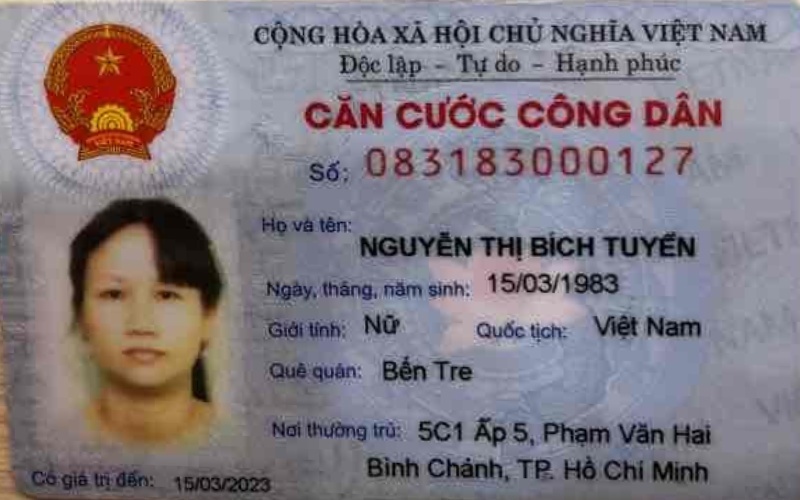 CỘNG HÒA XÃ HỘI CHỦ NGHĨA VIỆT NAM
Độc lập - Tự do - Hạnh phúc
CĂN CƯỚC CÔNG DÂN
Số: 083183000127
Họ và tên:
NGUYỄN THỊ BÍCH TUYỀN
Ngày, tháng, năm sinh: 15/03/1983
Giới tính: Nữ Quốc tịch: Việt Nam
Quê quán: Bến Tre
Nơi thường trú: 5C1 Ấp 5, Phạm Văn Hai
Bình Chánh, TP. Hồ Chí Minh
Có giá trị đến: 15/03/2023
VIỆT NAM